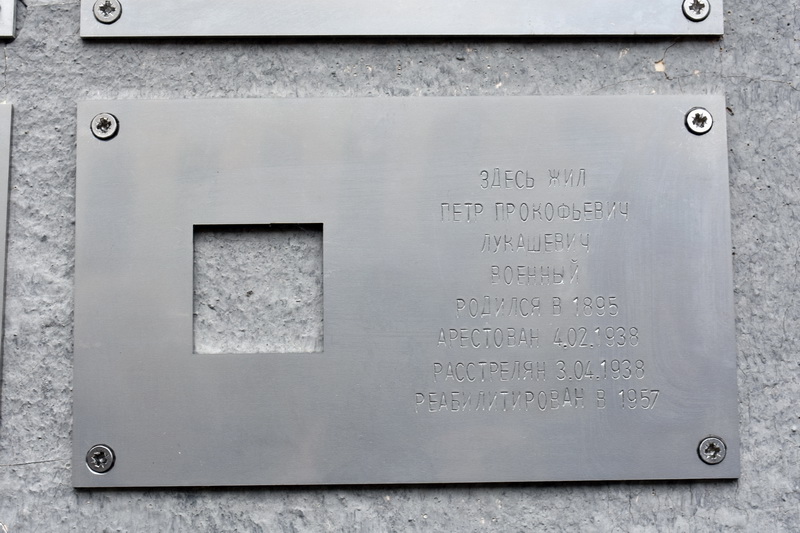 ЗДЕСЬ ЖИЛ
ПЕТР ПРОКОФЬЕВИЧ
ЛУКАШЕВИЧ
ВОЕННЫЙ
РОДИЛСЯ В 1895
АРЕСТОВАН 4.02.1938
РАССТРЕЛЯН 3.04.1938
РЕАБИЛИТИРОВАН В 1957